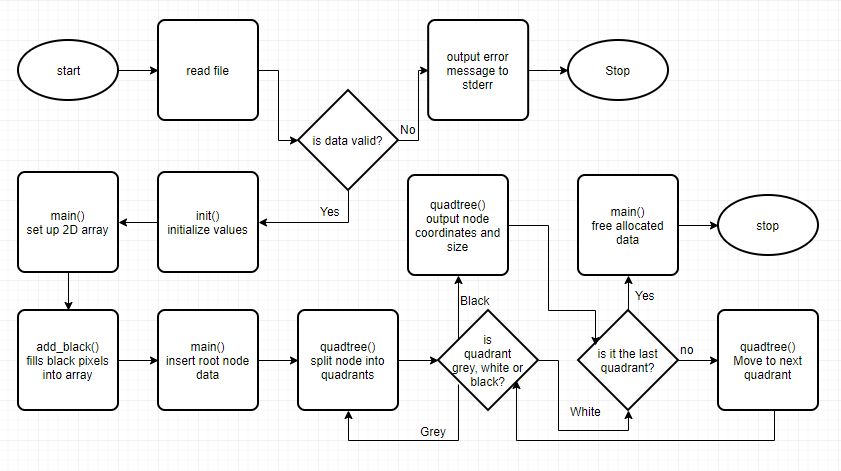 start
read file
is data valid?
No
output error
message to
stderr
Stop
Yes
init()
initialize values
main()
set up 2D array
add_black()
fills black pixels
into array
main()
insert root node
data
quadtree()
split node into
quadrants
is
quadrant
grey, white or
black?
Grey
Black
White
quadtree()
output node
coordinates and
size
is it the last
quadrant?
Yes
no
main()
free allocated
data
stop
quadtree()
Move to next
quadrant